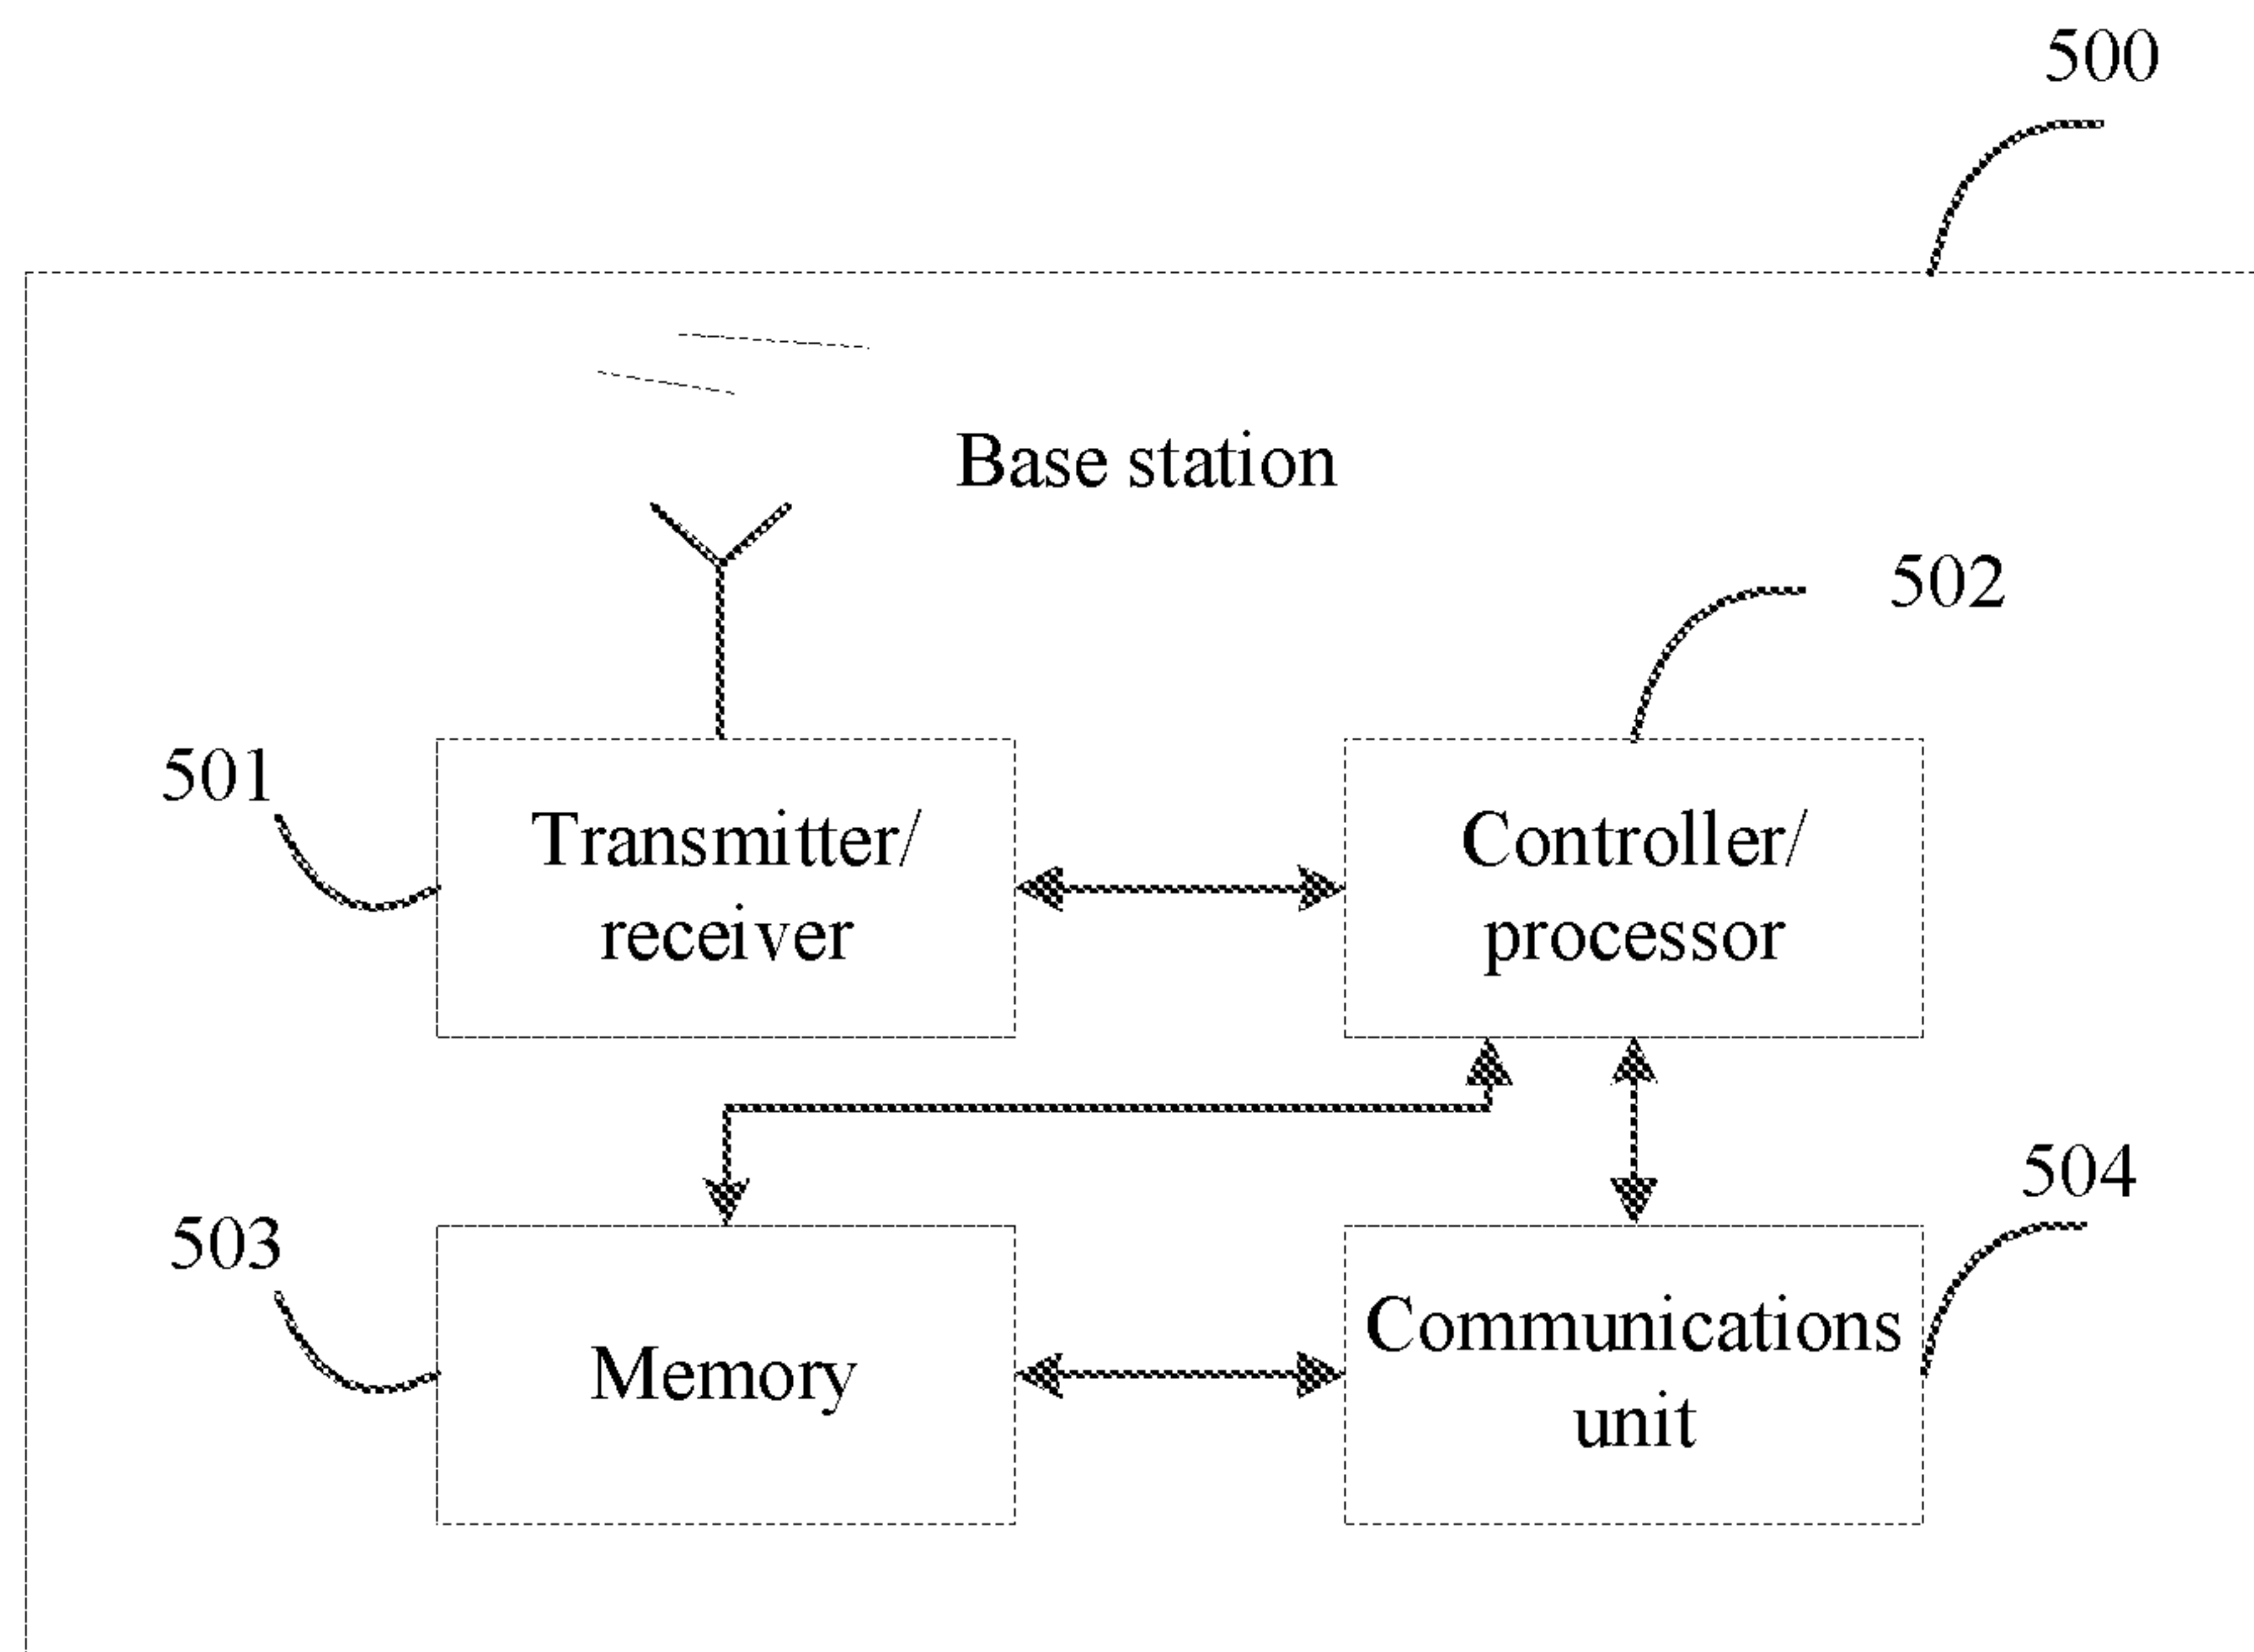 500
Base station
502
501
Transmitter/
receiver
Controller/
processor
504
503
Memory
Communications
unit